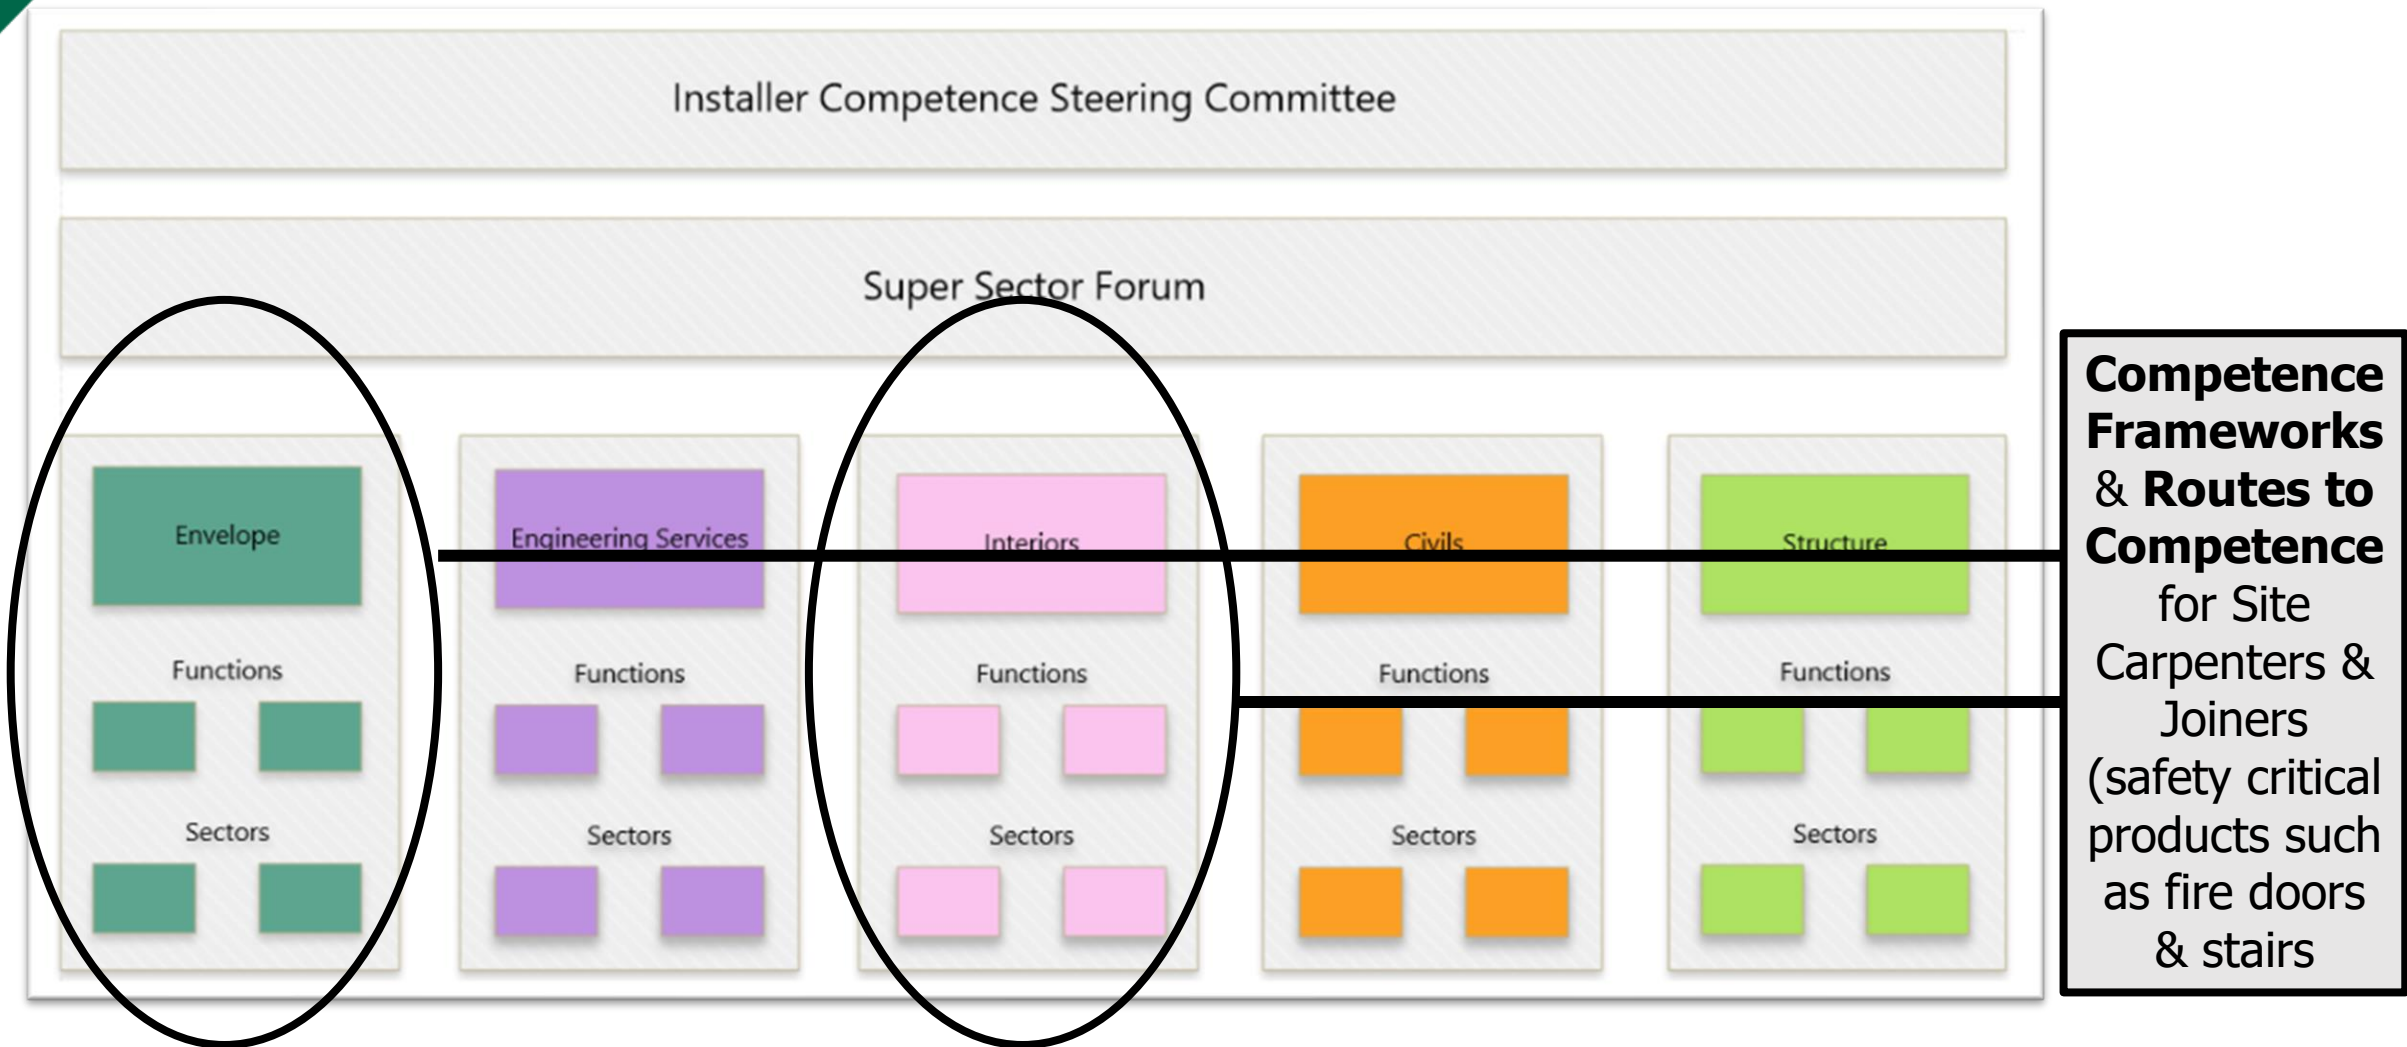 Installer Competence Steering Committee
Super Sector Forum
Envelope
Engineering Services
Interiors
Civils
Structure
Functions
Functions
Functions
Functions
Functions
Sectors
Sectors
Sectors
Sectors
Sectors
Competence
Frameworks
& Routes to
Competence
for Site
Carpenters &
Joiners
(safety critical
products such
as fire doors
& stairs